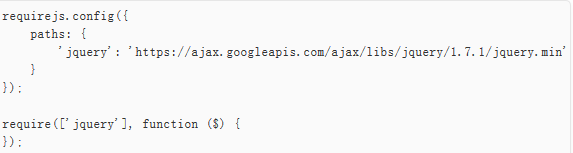 requirejs.config({
    paths: {
        'jquery': 'https://ajax.googleapis.com/ajax/libs/jquery/1.7.1/jquery.min'
    }
});

require(['jquery'], function ($) {
});